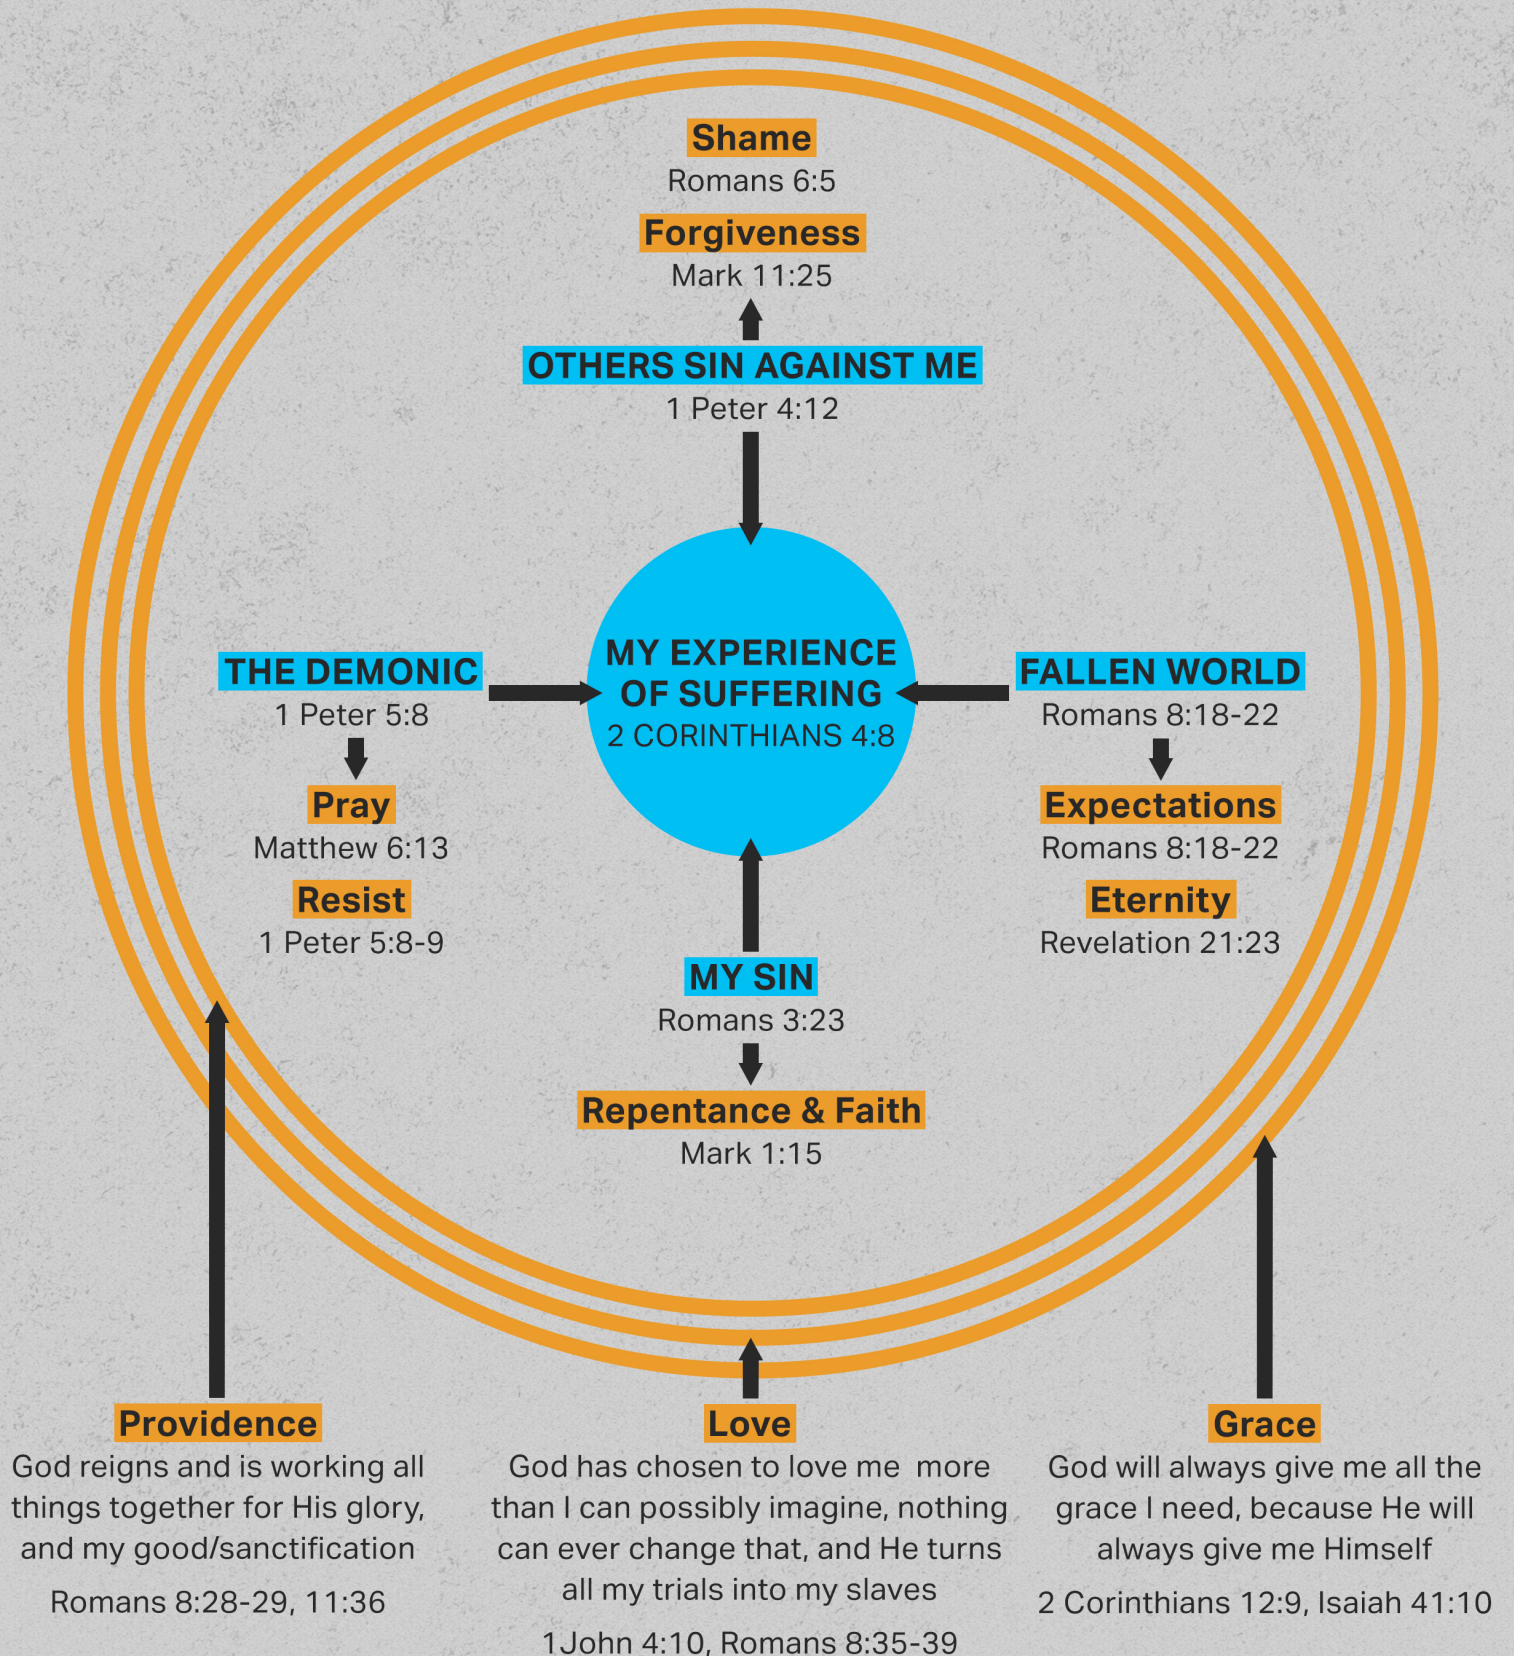 Shame
Romans 6:5
Forgiveness
Mark 11:25
OTHERS SIN AGAINST ME
1 Peter 4:12
THE DEMONIC
1 Peter 5:8
Pray
Matthew 6:13
Resist
1 Peter 5:8-9
MY EXPERIENCE
OF SUFFERING
2 CORINTHIANS 4:8
FALLEN WORLD
Romans 8:18-22
Expectations
Romans 8:18-22
Eternity
Revelation 21:23
MY SIN
Romans 3:23
Repentance & Faith
Mark 1:15
Providence
God reigns and is working all
things together for His glory,
and my good/sanctification
Romans 8:28-29, 11:36
Love
God has chosen to love me more
than I can possibly imagine, nothing
can ever change that, and He turns
all my trials into my slaves
1John 4:10, Romans 8:35-39
Grace
God will always give me all the
grace I need, because He will
always give me Himself
2 Corinthians 12:9, Isaiah 41:10